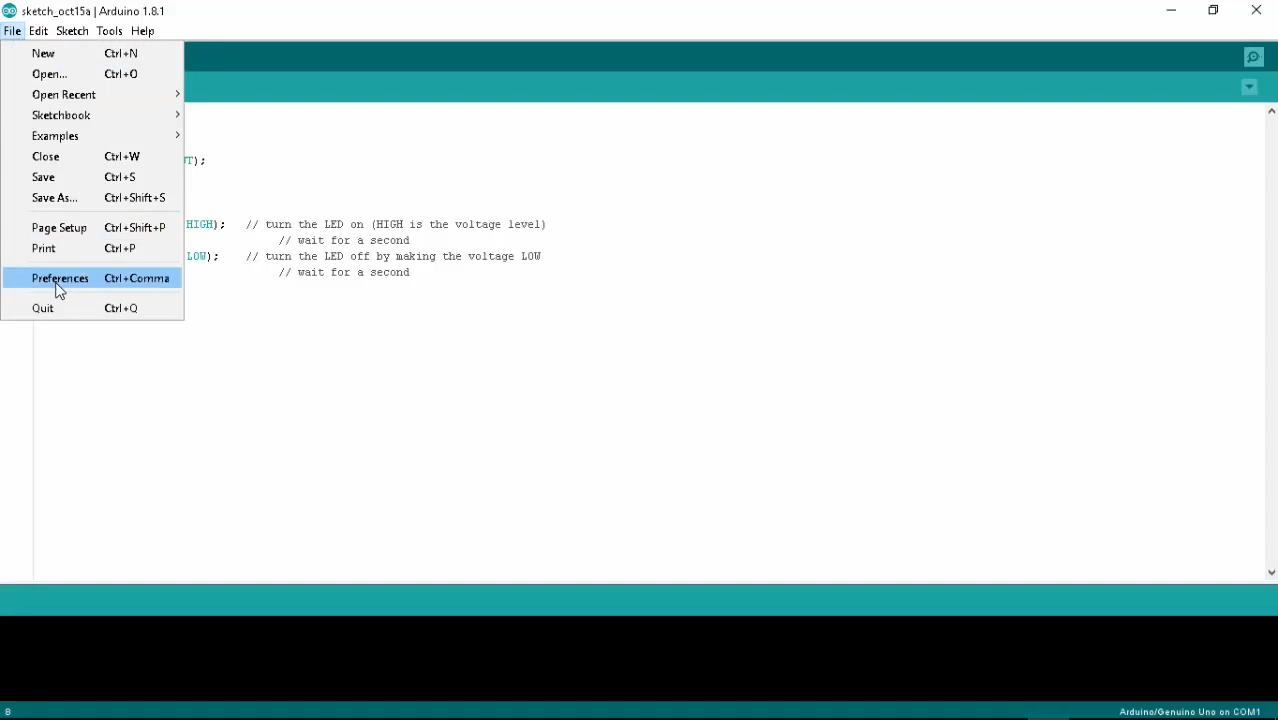 sketch_oct15a | Arduino 1.8.1
File Edit Sketch Tools Help
New Ctrl+N
Open... Ctrl+O
Open Recent
Sketchbook
Examples
Close Ctrl+W
UT);
Save Ctrl+S
Save As... Ctrl+Shift+S
Page Setup Ctrl+Shift+P
HIGH); // turn the LED on (HIGH is the voltage level)
Print Ctrl+P
// wait for a second
LOW); // turn the LED off by making the voltage LOW
Preferences Ctrl+Comma
// wait for a second
Quit Ctrl+Q
8
Arduino/Genuino Uno on COM1